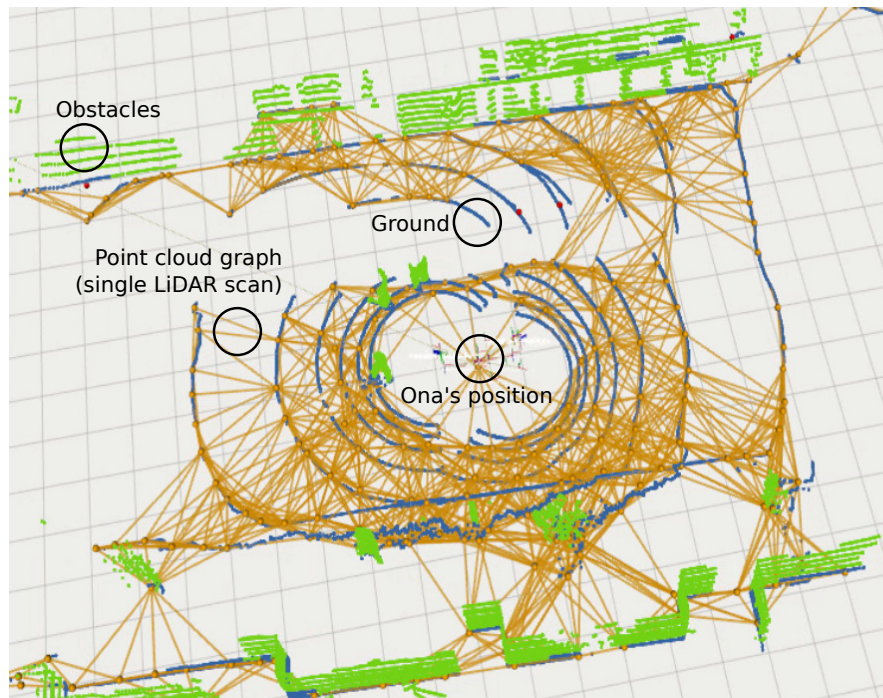 Obstacles
Ground
Point cloud graph
(single LiDAR scan)
Ona's position